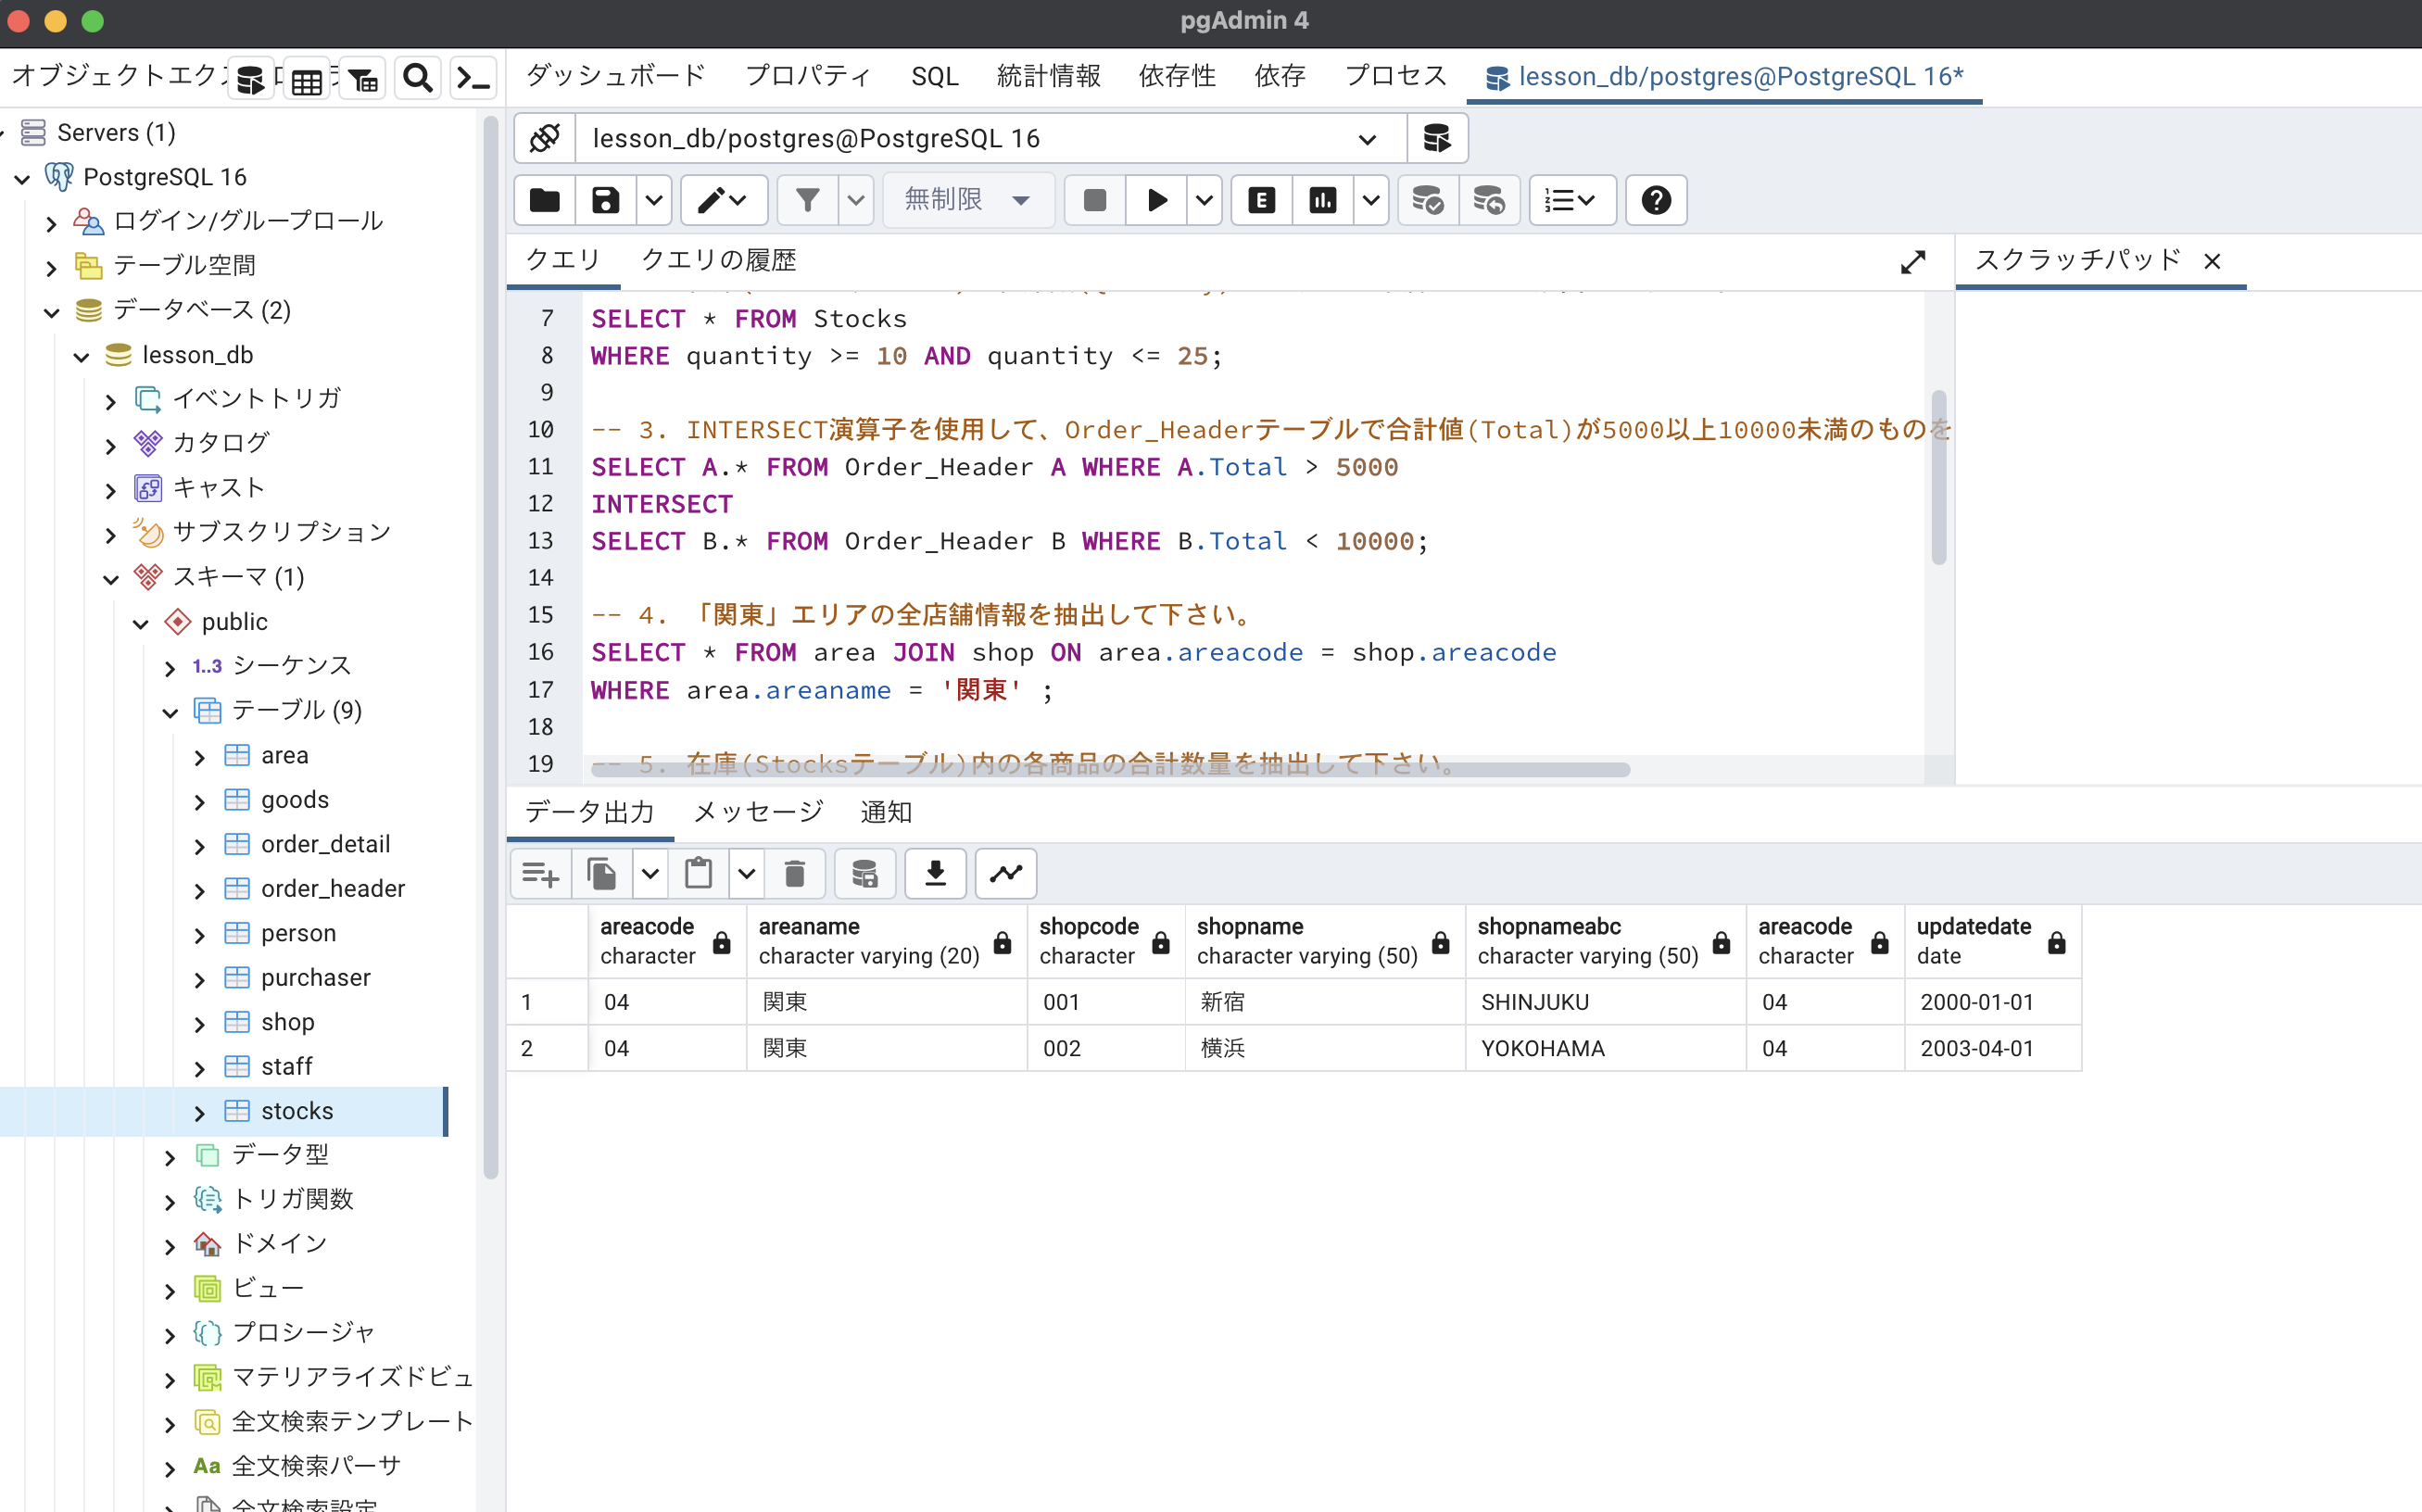 pgAdmin 4
オブジェクトエクス
ダッシュボード プロパティ SQL 統計情報 依存性 依存 プロセス lesson_db/postgres@PostgreSQL 16*
Servers (1)
PostgreSQL 16
ログイン/グループロール
テーブル空間
データベース (2)
lesson_db
イベントトリガ
カタログ
キャスト
サブスクリプション
スキーマ (1)
public
1..3 シーケンス
テーブル (9)
area
goods
order_detail
order_header
person
purchaser
shop
staff
stocks
データ型
トリガ関数
ドメイン
ビュー
プロシージャ
マテリアライズドビュ
全文検索テンプレート
Aa 全文検索パーサ
全文検索設定
lesson_db/postgres@PostgreSQL 16
無制限
クエリ クエリの履歴
スクラッチパッド
7 SELECT * FROM Stocks
8 WHERE quantity >= 10 AND quantity <= 25;
9
10 -- 3. INTERSECT演算子を使用して、Order_Headerテーブルで合計値(Total)が5000以上10000未満のものを
11 SELECT A.* FROM Order_Header A WHERE A.Total > 5000
12 INTERSECT
13 SELECT B.* FROM Order_Header B WHERE B.Total < 10000;
14
15 -- 4. 「関東」エリアの全店舗情報を抽出して下さい。
16 SELECT * FROM area JOIN shop ON area.areacode = shop.areacode
17 WHERE area.areaname = '関東' ;
18
19 -- 5. 在庫(Stocksテーブル)内の各商品の合計数量を抽出して下さい。
データ出力 メッセージ 通知
areacode areaname shopcode shopname shopnameabc areacode updatedate
character character varying (20) character character varying (50) character varying (50) character date
1 04 関東 001 新宿 SHINJUKU 04 2000-01-01
2 04 関東 002 横浜 YOKOHAMA 04 2003-04-01